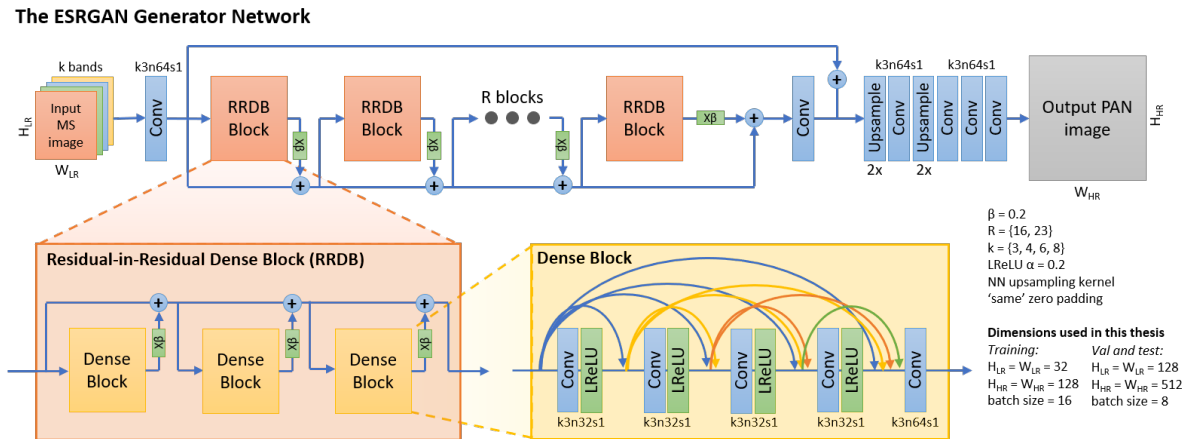 The ESRGAN Generator Network
k bands
k3n64s1
Input
MS
image
H_LR
W_LR
Conv
RRDB
Block
xβ
+
RRDB
Block
xβ
+
R blocks
xβ
+
RRDB
Block
xβ
+
Conv
+
k3n64s1
k3n64s1
Upsample
Conv
Upsample
Conv
Conv
Conv
2x
2x
Output PAN
image
H_HR
W_HR
β = 0.2
R = {16, 23}
k = {3, 4, 6, 8}
LReLU α = 0.2
NN upsampling kernel
'same' zero padding
Dimensions used in this thesis
Training:
H_LR = W_LR = 32
H_HR = W_HR = 128
batch size = 16
Val and test:
H_LR = W_LR = 128
H_HR = W_HR = 512
batch size = 8
Residual-in-Residual Dense Block (RRDB)
Dense
Block
xβ
+
Dense
Block
xβ
+
Dense
Block
xβ
+
Dense Block
Conv
LReLU
Conv
LReLU
Conv
LReLU
Conv
LReLU
Conv
k3n32s1
k3n32s1
k3n32s1
k3n32s1
k3n64s1